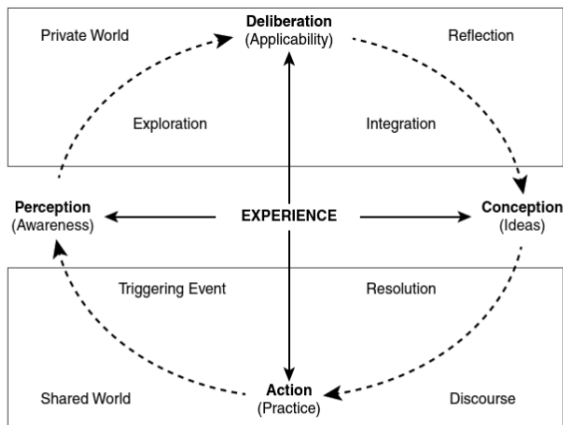 Private World
Deliberation
(Applicability)
Reflection
Exploration
Integration
Perception
(Awareness)
EXPERIENCE
Conception
(Ideas)
Triggering Event
Resolution
Shared World
Action
(Practice)
Discourse